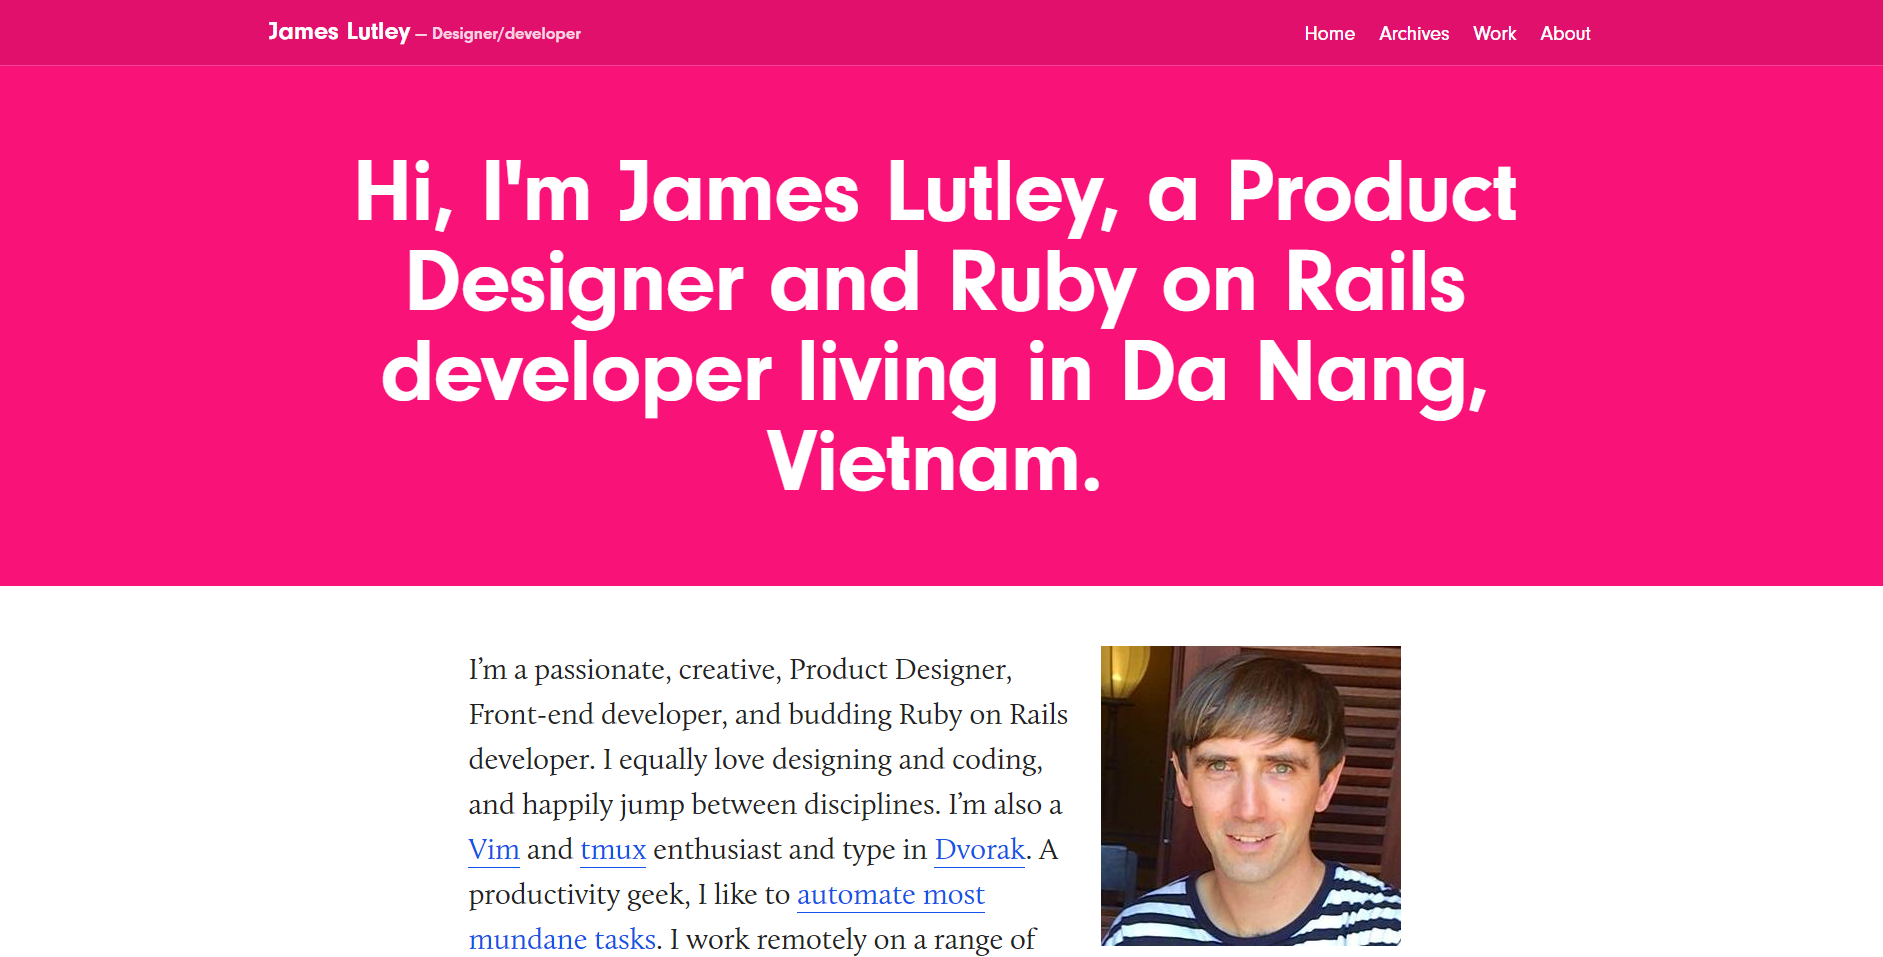 James Lutley — Designer/developer
Home Archives Work About
Hi, I'm James Lutley, a Product
Designer and Ruby on Rails
developer living in Da Nang,
Vietnam.
I’m a passionate, creative, Product Designer,
Front-end developer, and budding Ruby on Rails
developer. I equally love designing and coding,
and happily jump between disciplines. I’m also a
Vim and tmux enthusiast and type in Dvorak. A
productivity geek, I like to automate most
mundane tasks. I work remotely on a range of